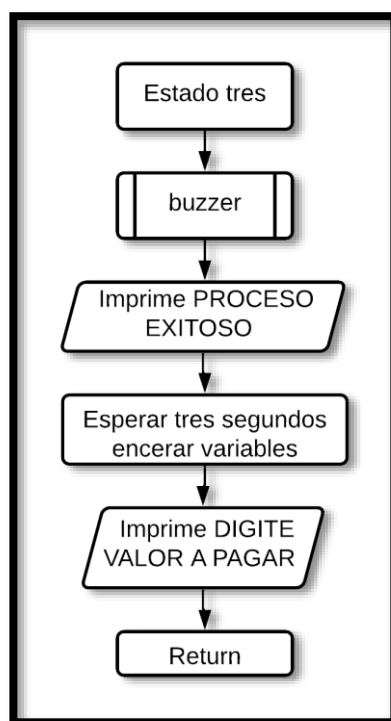 Estado tres
buzzer
Imprime PROCESO
EXITOSO
Esperar tres segundos
encerar variables
Imprime DIGITE
VALOR A PAGAR
Return